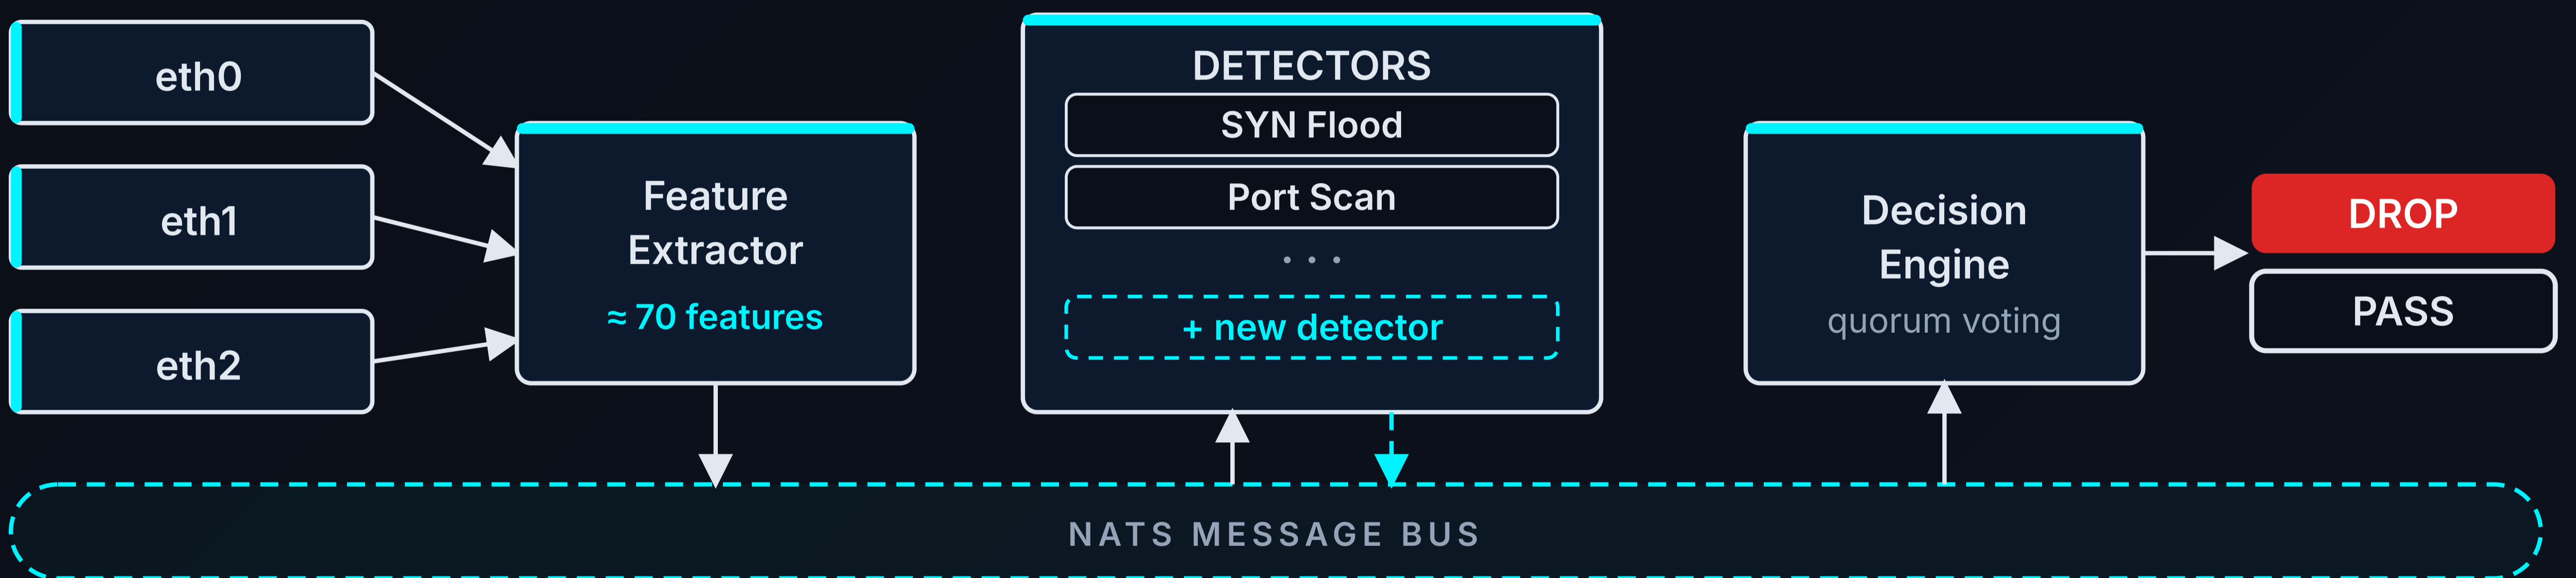 eth0
eth1
eth2
Feature
Extractor
≈ 70 features
DETECTORS
SYN Flood
Port Scan
...
+ new detector
Decision
Engine
quorum voting
DROP
PASS
NATS MESSAGE BUS